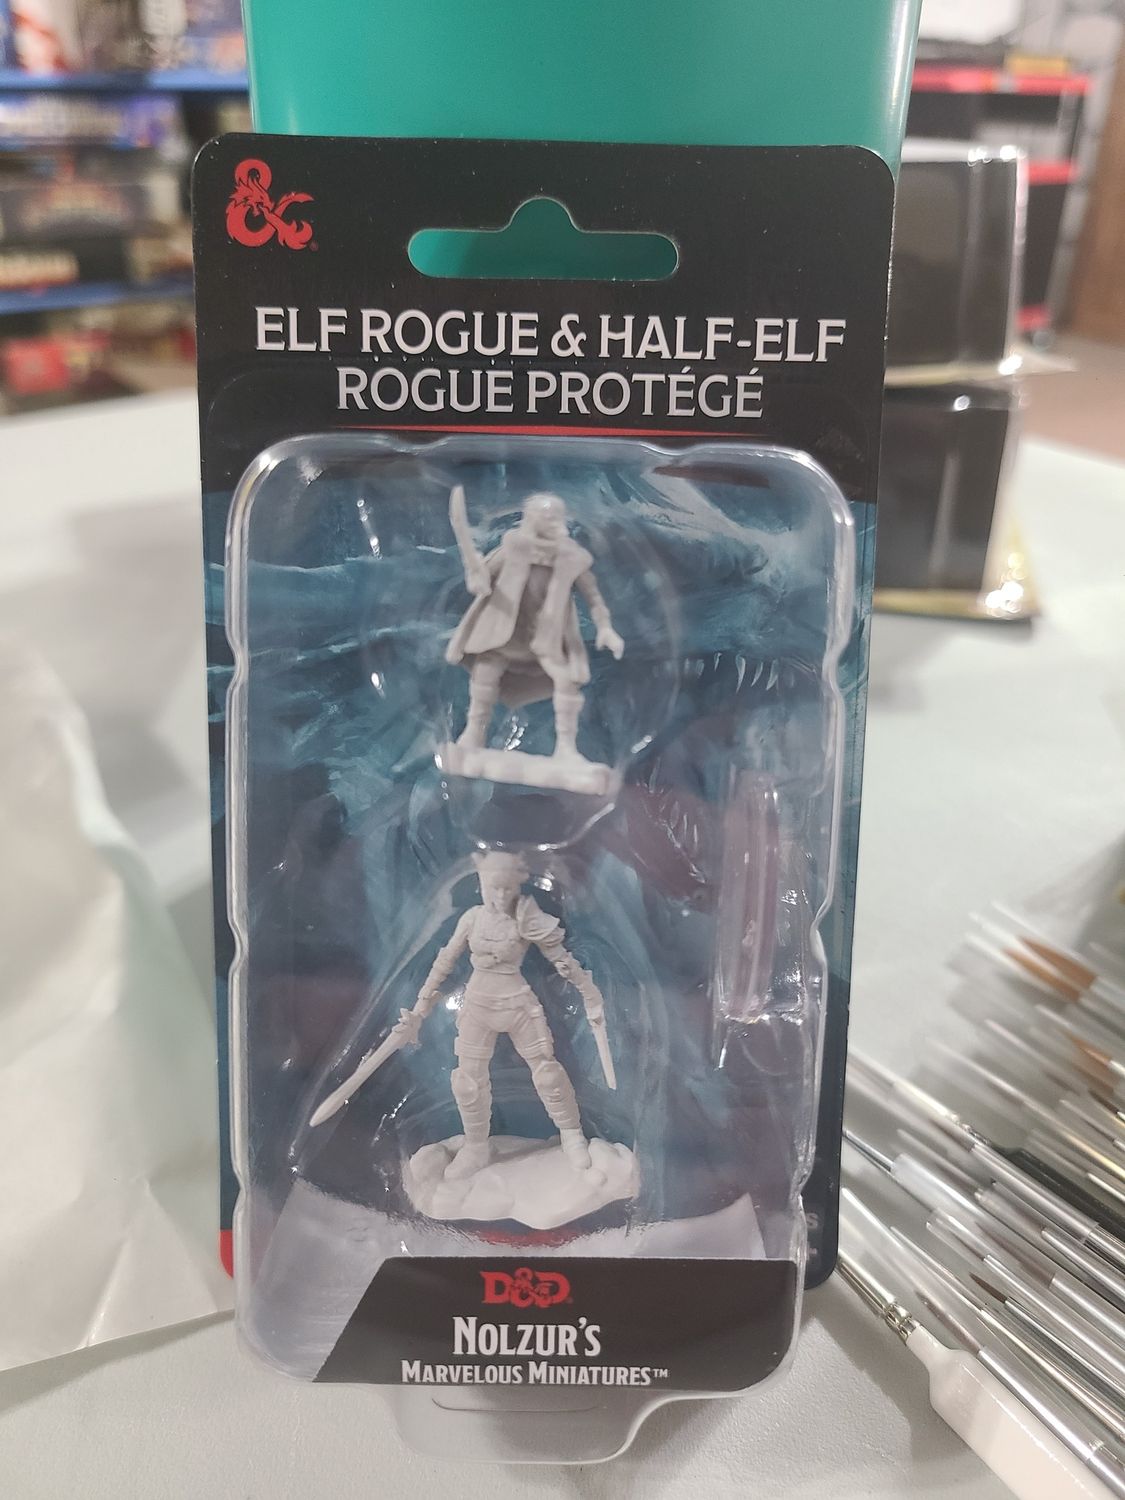 ELF ROGUE & HALF-ELF
ROGUE PROTÉGÉ
D&D
NOLZUR'S
MARVELOUS MINIATURES™